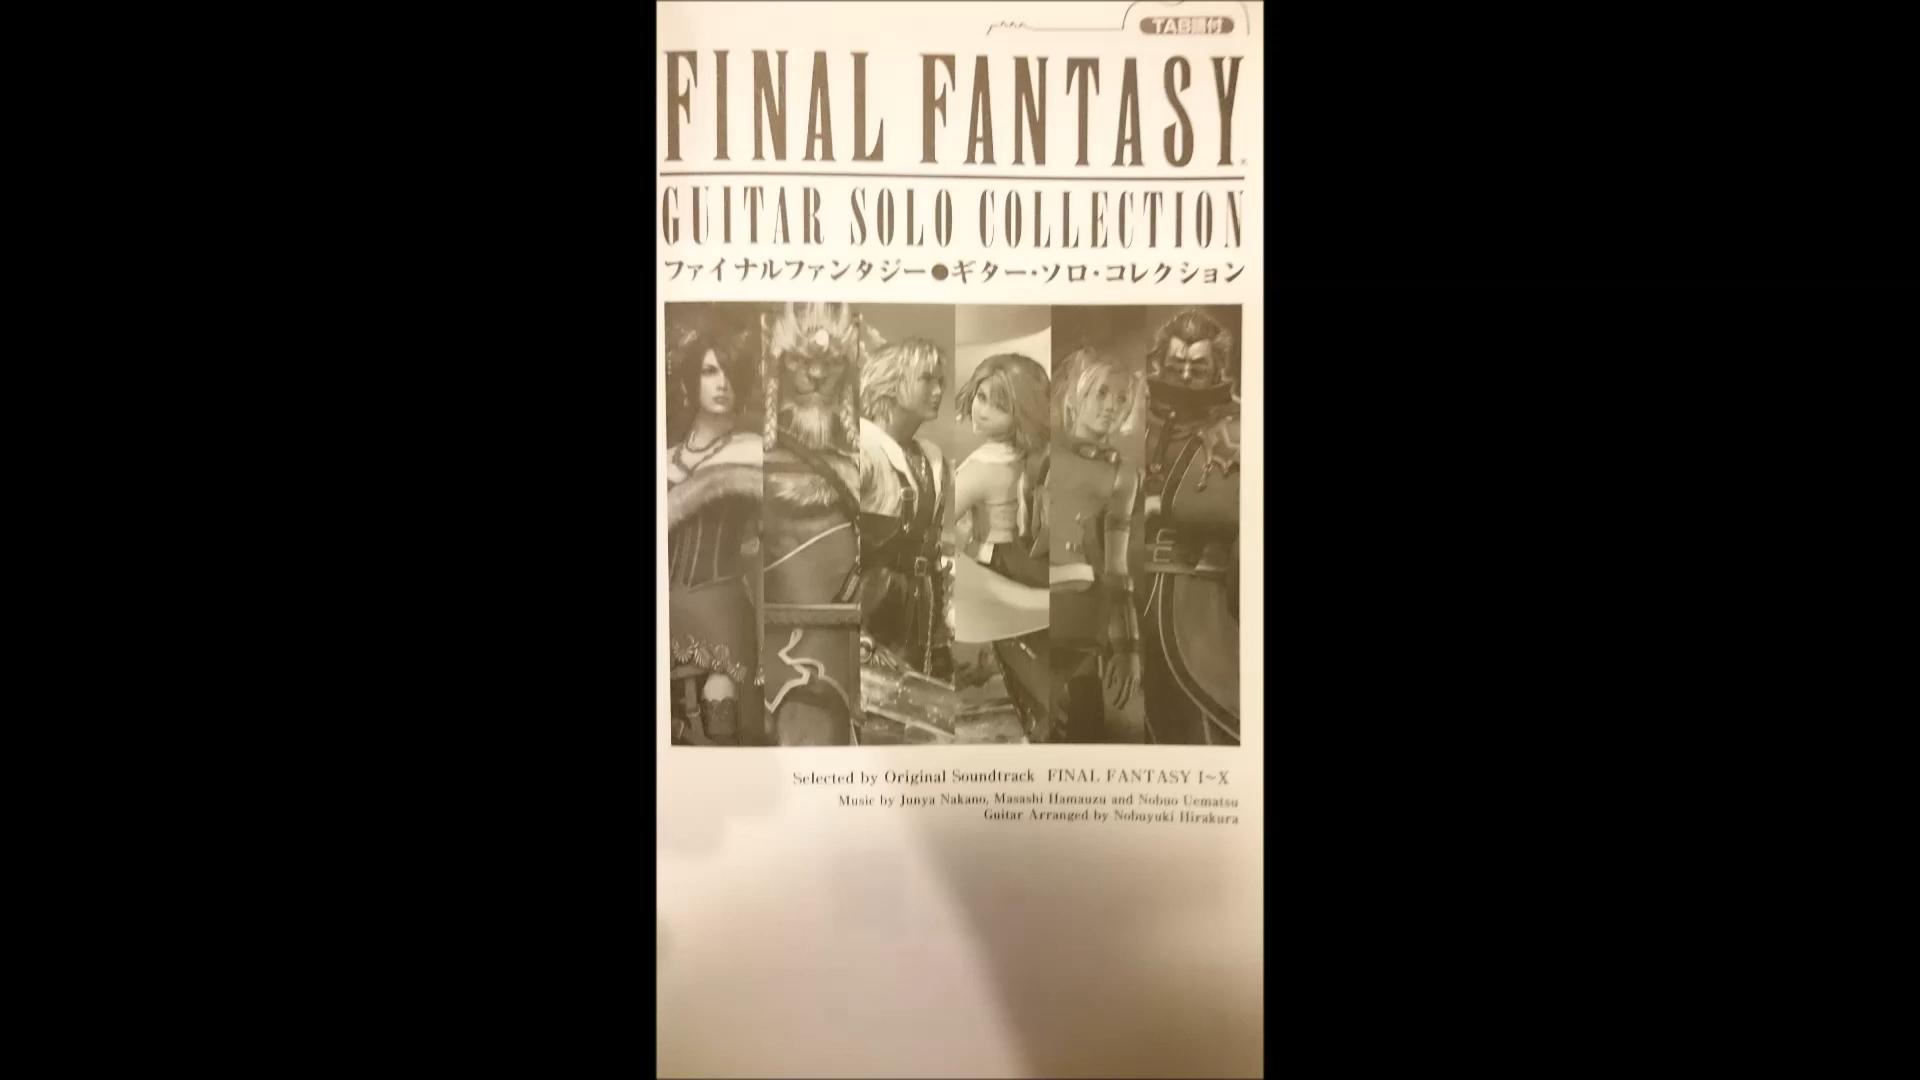 TAB譜付
FINAL FANTASY
GUITAR SOLO COLLECTION
ファイナルファンタジー●ギター・ソロ・コレクション
Selected by Original Soundtrack FINAL FANTASY I~X
Music by Junya Nakano, Masashi Hamauzu and Nobuo Uematsu
Guitar Arranged by Nobuyuki Hirakura